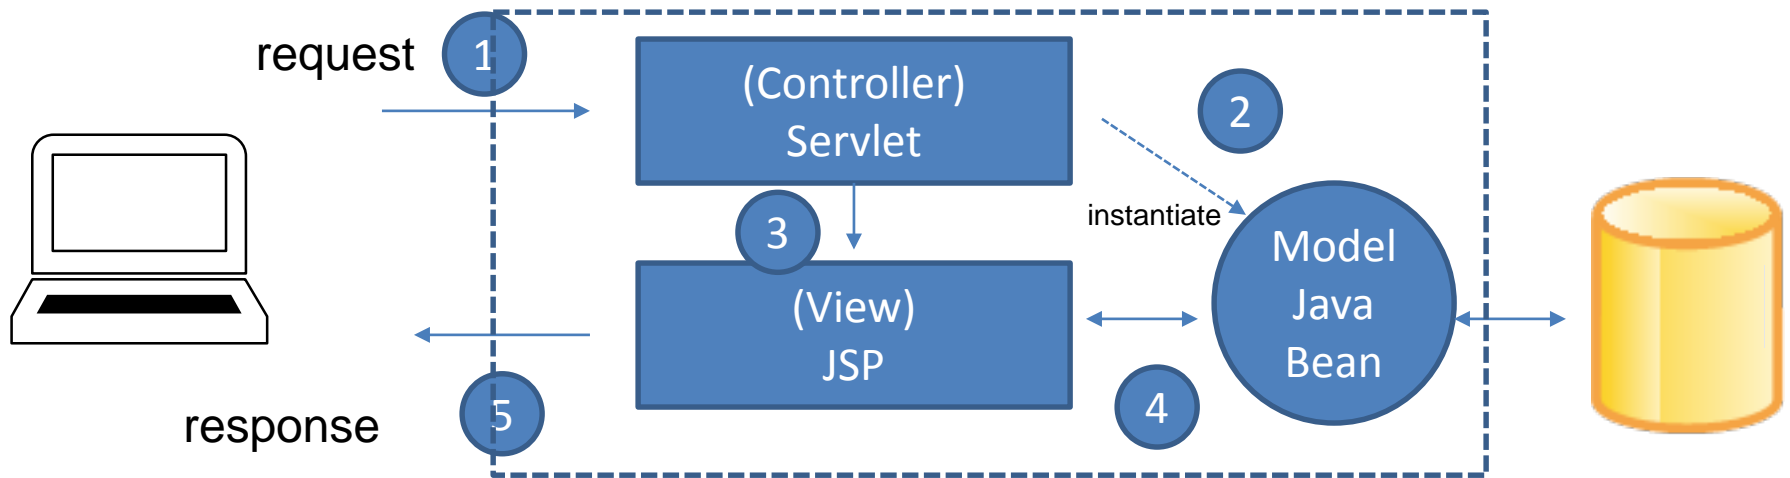 request
1
(Controller)
Servlet
2
instantiate
3
(View)
JSP
Model
Java
Bean
4
response
5